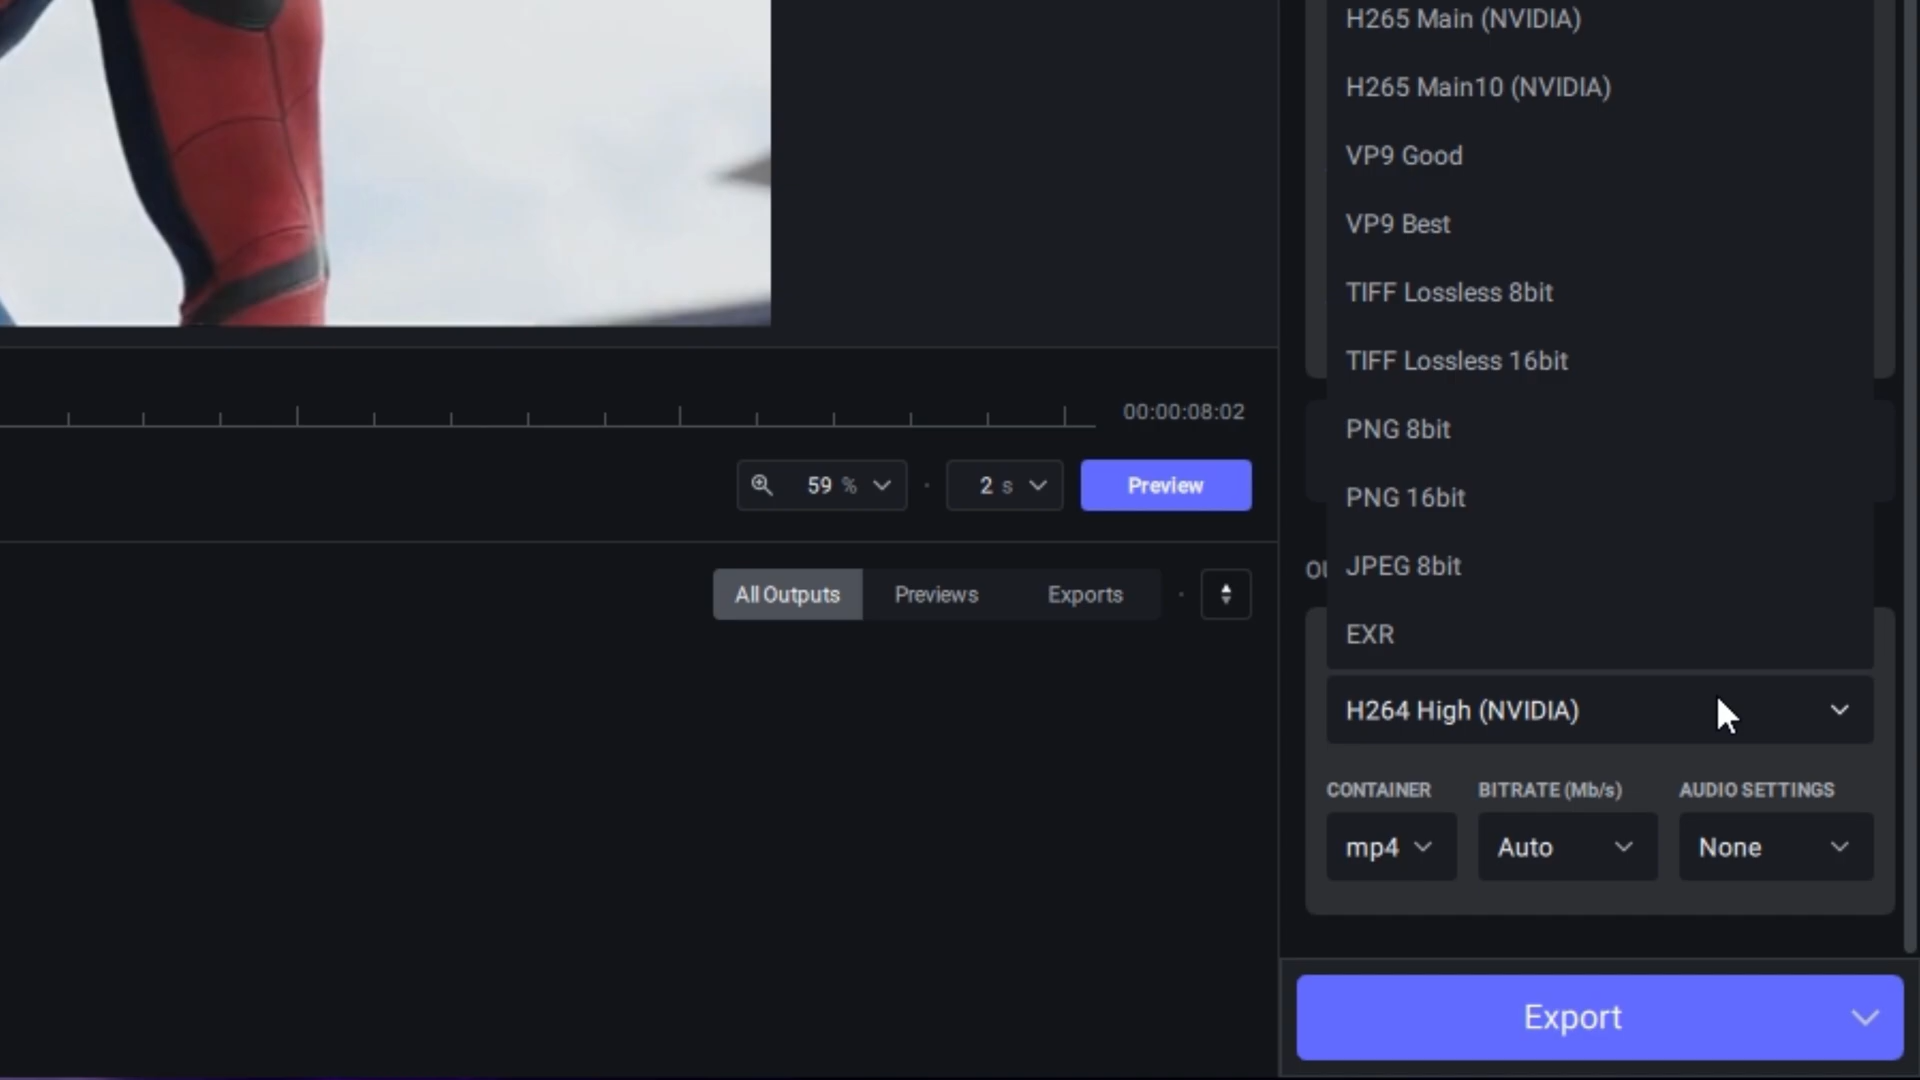 H265 Main (NVIDIA)
H265 Main10 (NVIDIA)
VP9 Good
VP9 Best
TIFF Lossless 8bit
TIFF Lossless 16bit
PNG 8bit
PNG 16bit
JPEG 8bit
EXR
00:00:08:02
59 %
2 s
Preview
All Outputs
Previews
Exports
H264 High (NVIDIA)
CONTAINER
BITRATE (Mb/s)
AUDIO SETTINGS
mp4
Auto
None
Export